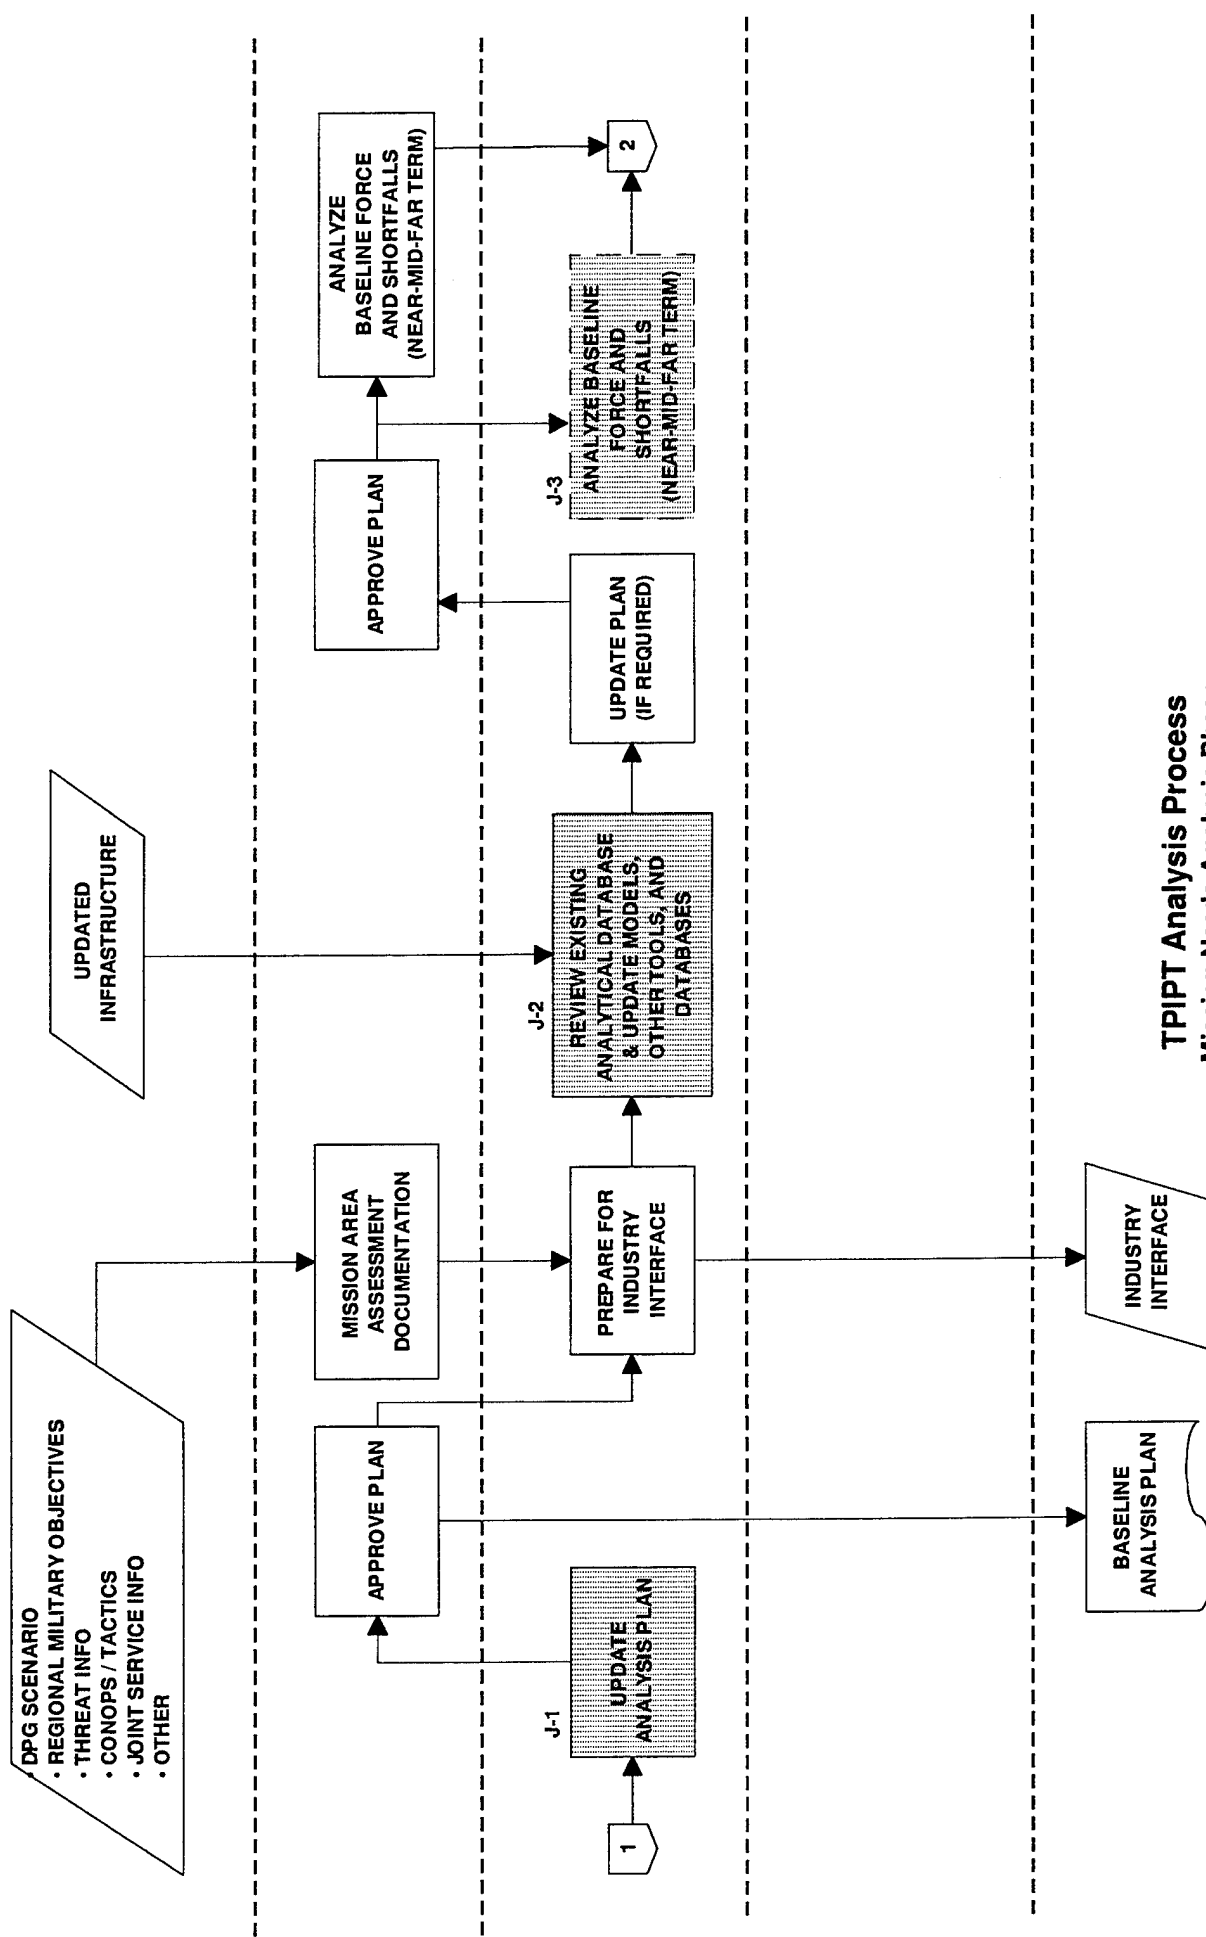 • DPG SCENARIO
• REGIONAL MILITARY OBJECTIVES
• THREAT INFO
• CONOPS / TACTICS
• JOINT SERVICE INFO
• OTHER
UPDATED
INFRASTRUCTURE
APPROVE PLAN
MISSION AREA
ASSESSMENT
DOCUMENTATION
APPROVE PLAN
ANALYZE
BASELINE FORCE
AND SHORTFALLS
(NEAR-MID-FAR TERM)
1
J-1
UPDATE
ANALYSIS PLAN
PREPARE FOR
INDUSTRY
INTERFACE
J-2
REVIEW EXISTING
ANALYTICAL DATABASE
& UPDATE MODELS,
OTHER TOOLS, AND
DATABASES
UPDATE PLAN
(IF REQUIRED)
J-3
ANALYZE BASELINE
FORCE AND
SHORTFALLS
(NEAR-MID-FAR TERM)
2
BASELINE
ANALYSIS PLAN
INDUSTRY
INTERFACE
TPIPT Analysis Process